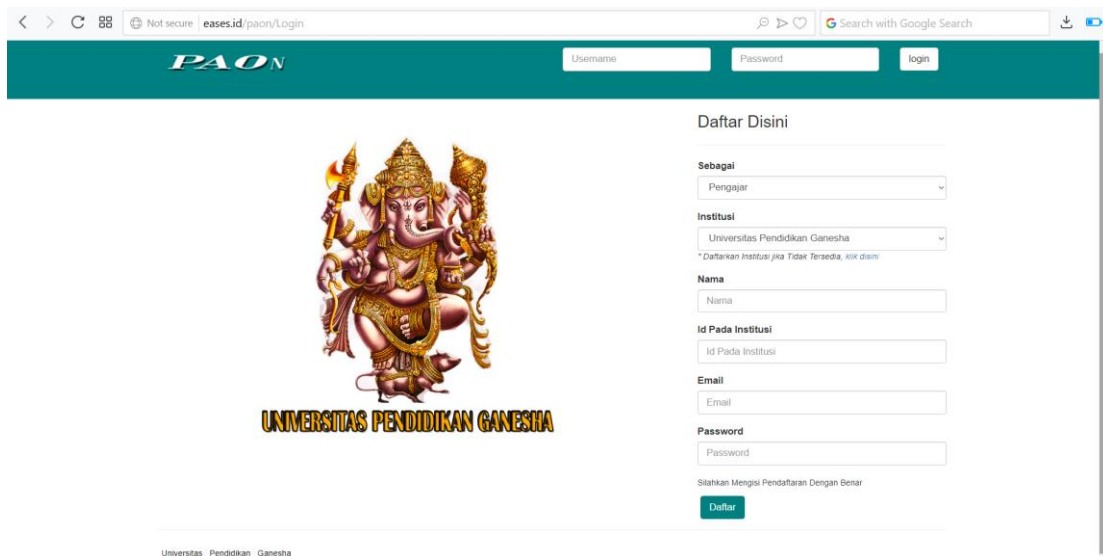 Not secure eases.id/paon/Login
Search with Google Search
PAON
Username
Password
login
Daftar Disini
Sebagai
Pengajar
Institusi
Universitas Pendidikan Ganesha
* Daftarkan Institusi jika Tidak Tersedia, klik disini
Nama
Nama
Id Pada Institusi
Id Pada Institusi
Email
Email
Password
Password
Silahkan Mengisi Pendaftaran Dengan Benar
Daftar
UNIVERSITAS PENDIDIKAN GANESHA
Universitas Pendidikan Ganesha